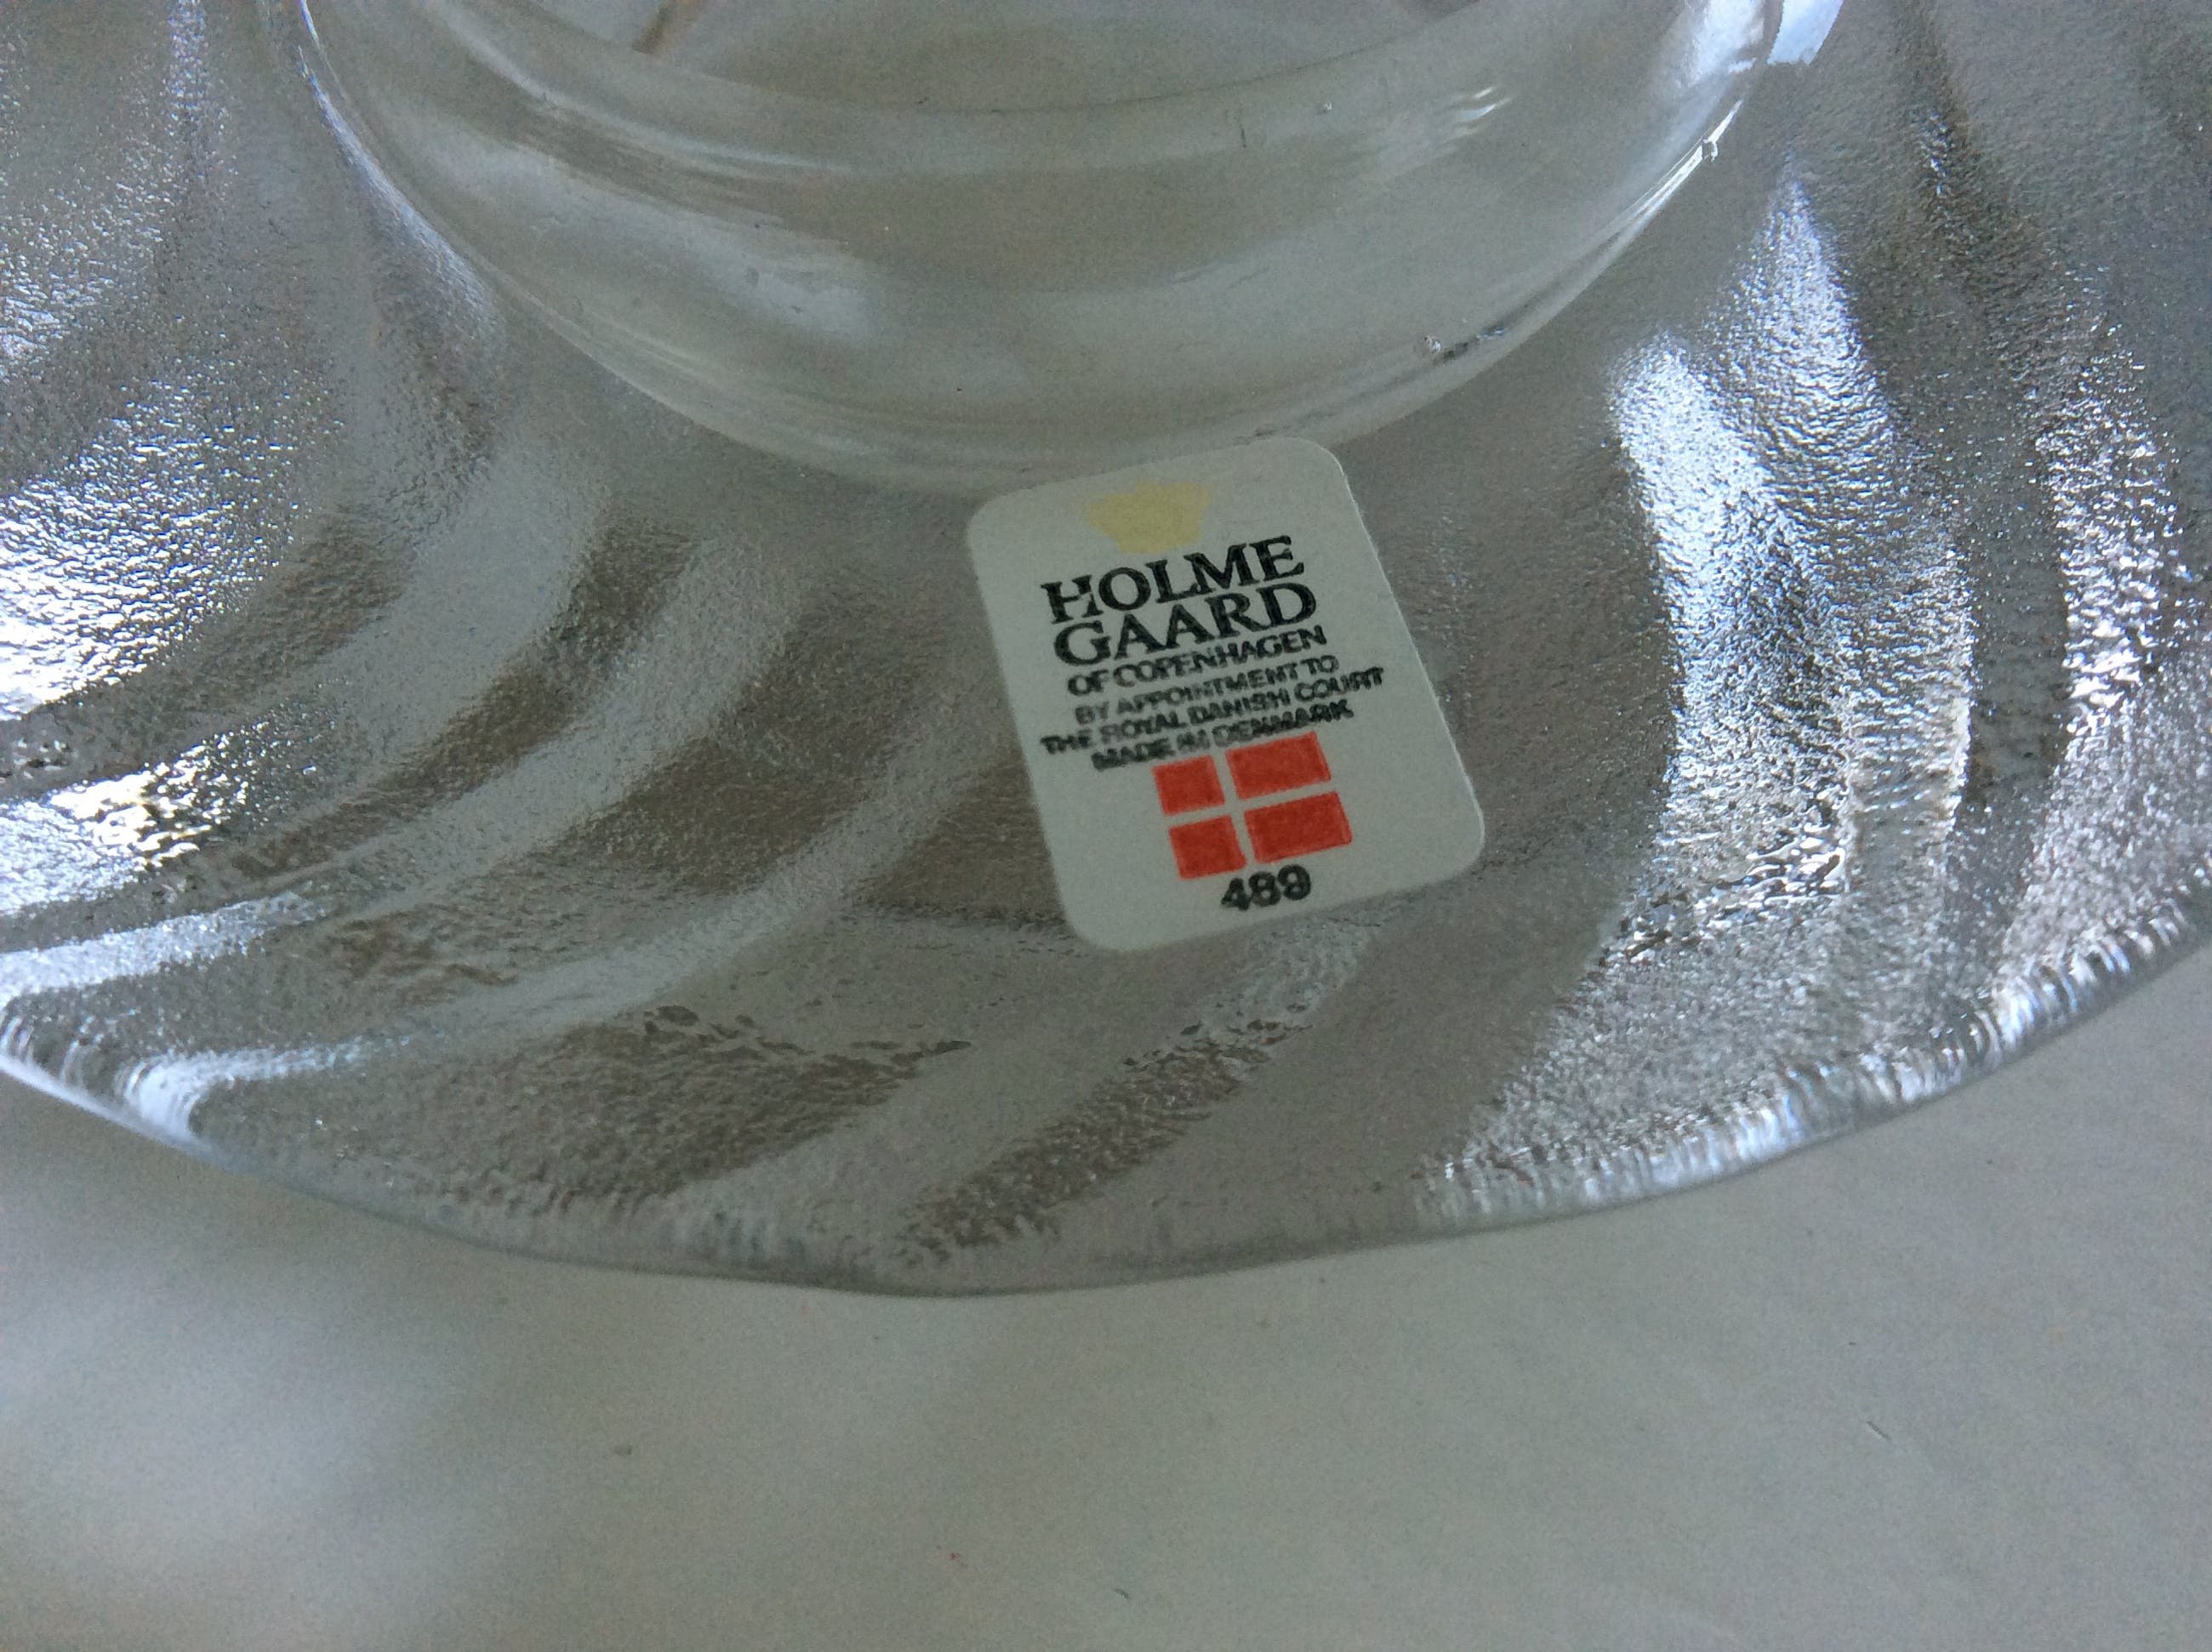 HOLME
GAARD
OF COPENHAGEN
BY APPOINTMENT TO
THE ROYAL DANISH COURT
MADE IN DENMARK
489